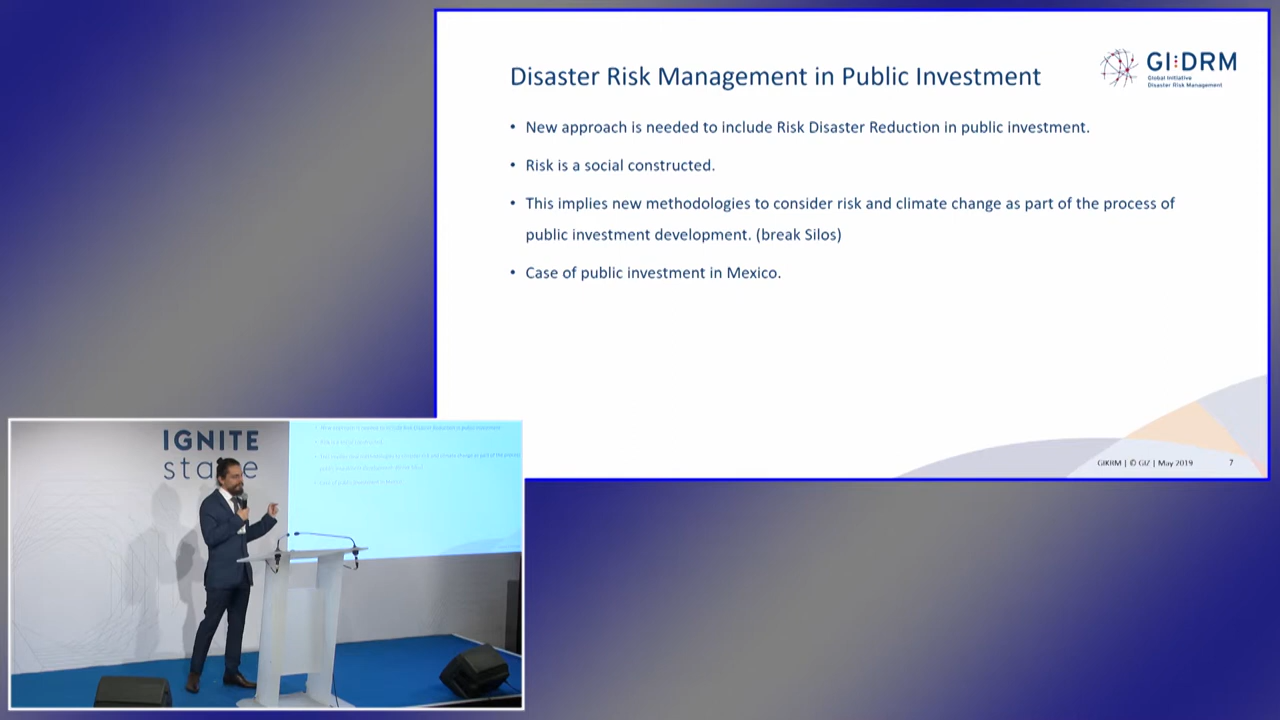 Disaster Risk Management in Public Investment
GI:DRM
Global Initiative
Disaster Risk Management
• New approach is needed to include Risk Disaster Reduction in public investment.
• Risk is a social constructed.
• This implies new methodologies to consider risk and climate change as part of the process of
public investment development. (break Silos)
• Case of public investment in Mexico.
GIKRM | © GIZ | May 2019 7
IGNITE